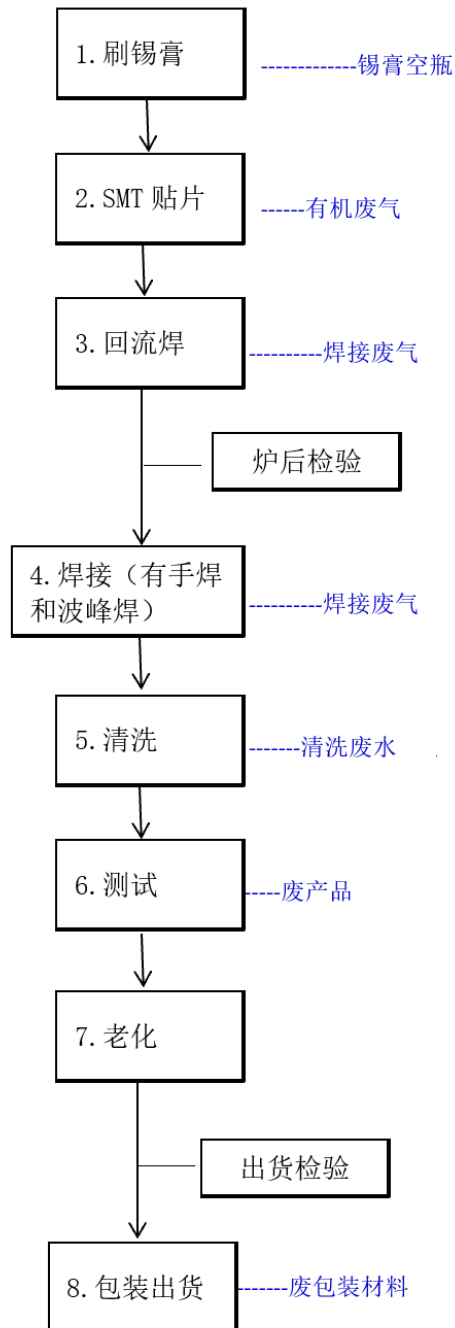 1.刷锡膏
-------------锡膏空瓶
2.SMT 贴片
------有机废气
3.回流焊
----------焊接废气
炉后检验
4.焊接（有手焊
和波峰焊）
----------焊接废气
5.清洗
-------清洗废水
6.测试
-----废产品
7.老化
出货检验
8.包装出货
-------废包装材料